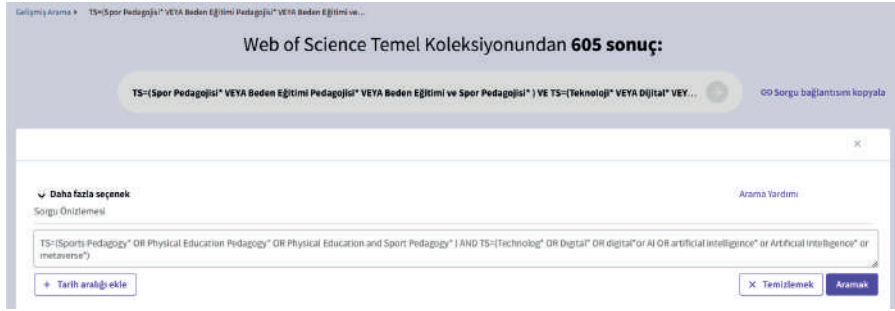 Gelişmiş Arama > TS=(Spor Pedagojisi* VEYA Beden Eğitimi Pedagojisi* VEYA Beden Eğitimi ve...
Web of Science Temel Koleksiyonundan 605 sonuç:
TS=(Spor Pedagojisi* VEYA Beden Eğitimi Pedagojisi* VEYA Beden Eğitimi ve Spor Pedagojisi* ) VE TS=(Teknoloji* VEYA Dijital* VEY...
Sorgu bağlantısını kopyala
Daha fazla seçenek
Arama Yardımı
Sorgu Önizlemesi
TS=(Sports Pedagogy* OR Physical Education Pedagogy* OR Physical Education and Sport Pedagogy* ) AND TS=(Technolog* OR Digital* OR digital*or AI OR artificial intelligence* or Artificial Intelligence* or
metaverse*)
+ Tarih aralığı ekle
× Temizlemek
Aramak